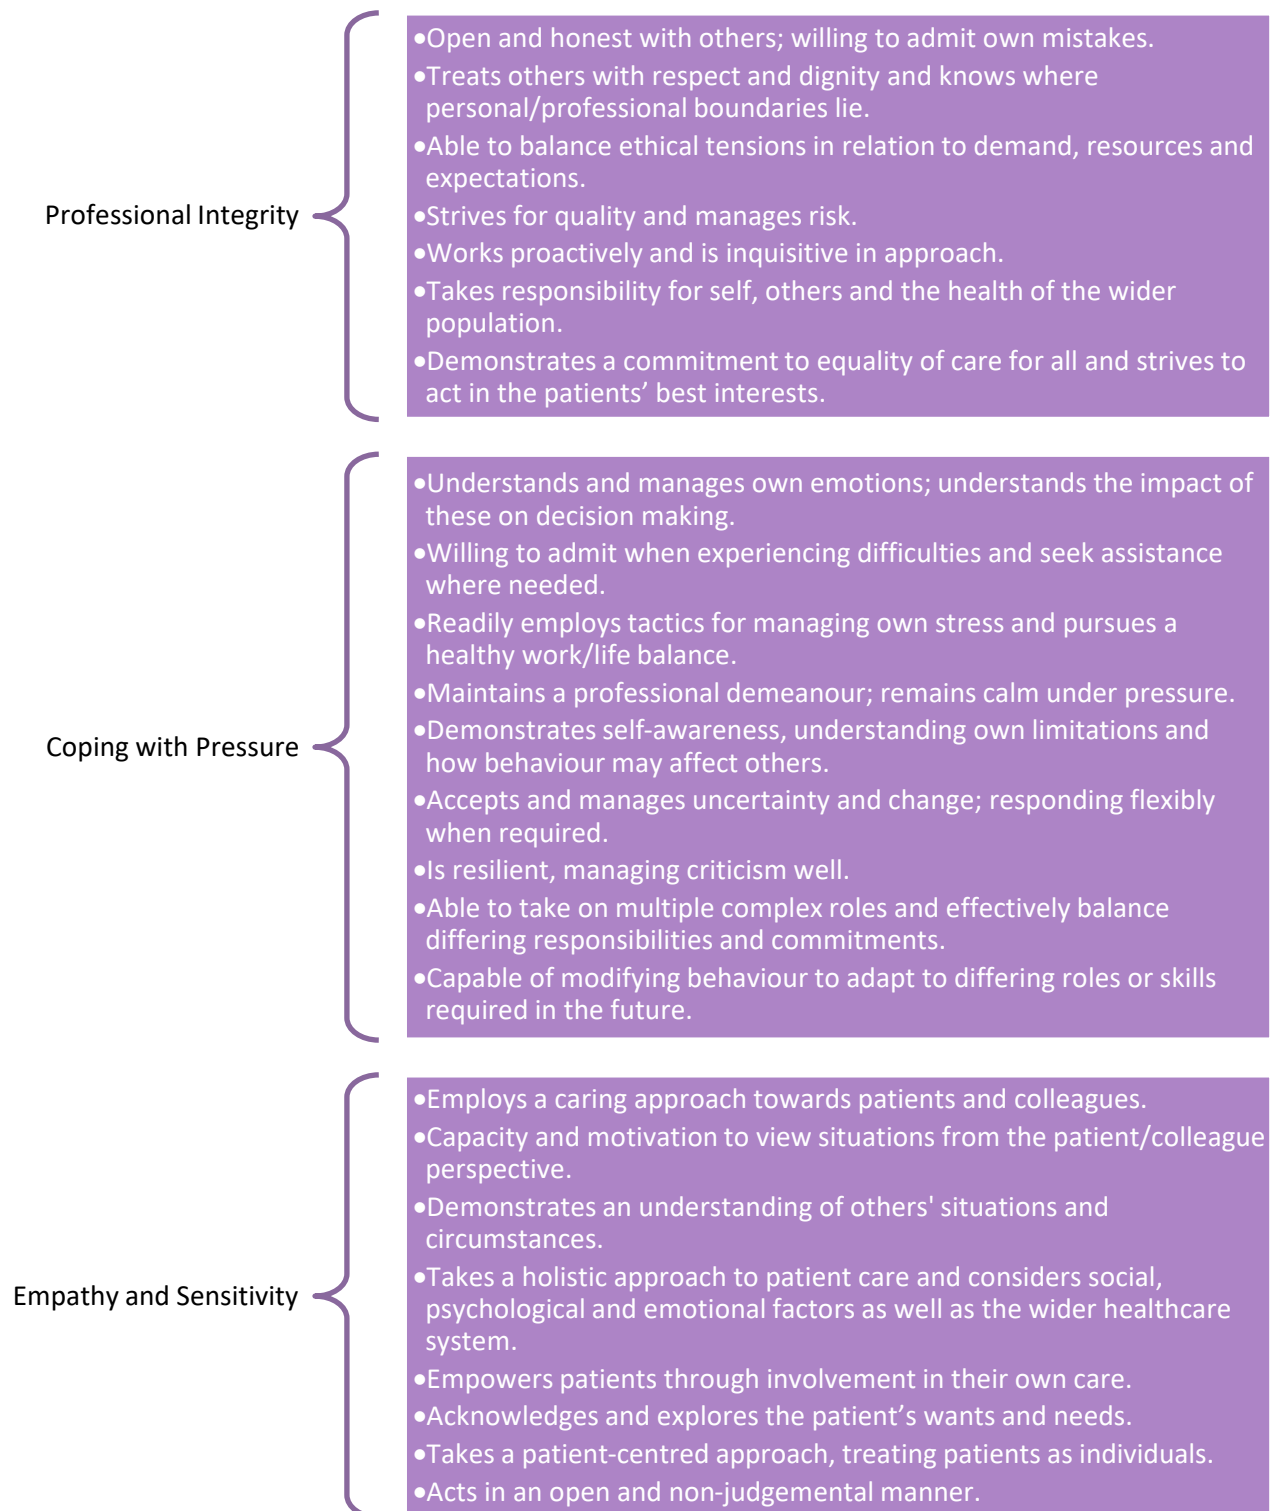 Professional Integrity
•Open and honest with others; willing to admit own mistakes.
•Treats others with respect and dignity and knows where
personal/professional boundaries lie.
•Able to balance ethical tensions in relation to demand, resources and
expectations.
•Strives for quality and manages risk.
•Works proactively and is inquisitive in approach.
•Takes responsibility for self, others and the health of the wider
population.
•Demonstrates a commitment to equality of care for all and strives to
act in the patients’ best interests.
Coping with Pressure
•Understands and manages own emotions; understands the impact of
these on decision making.
•Willing to admit when experiencing difficulties and seek assistance
where needed.
•Readily employs tactics for managing own stress and pursues a
healthy work/life balance.
•Maintains a professional demeanour; remains calm under pressure.
•Demonstrates self-awareness, understanding own limitations and
how behaviour may affect others.
•Accepts and manages uncertainty and change; responding flexibly
when required.
•Is resilient, managing criticism well.
•Able to take on multiple complex roles and effectively balance
differing responsibilities and commitments.
•Capable of modifying behaviour to adapt to differing roles or skills
required in the future.
Empathy and Sensitivity
•Employs a caring approach towards patients and colleagues.
•Capacity and motivation to view situations from the patient/colleague
perspective.
•Demonstrates an understanding of others' situations and
circumstances.
•Takes a holistic approach to patient care and considers social,
psychological and emotional factors as well as the wider healthcare
system.
•Empowers patients through involvement in their own care.
•Acknowledges and explores the patient’s wants and needs.
•Takes a patient-centred approach, treating patients as individuals.
•Acts in an open and non-judgemental manner.